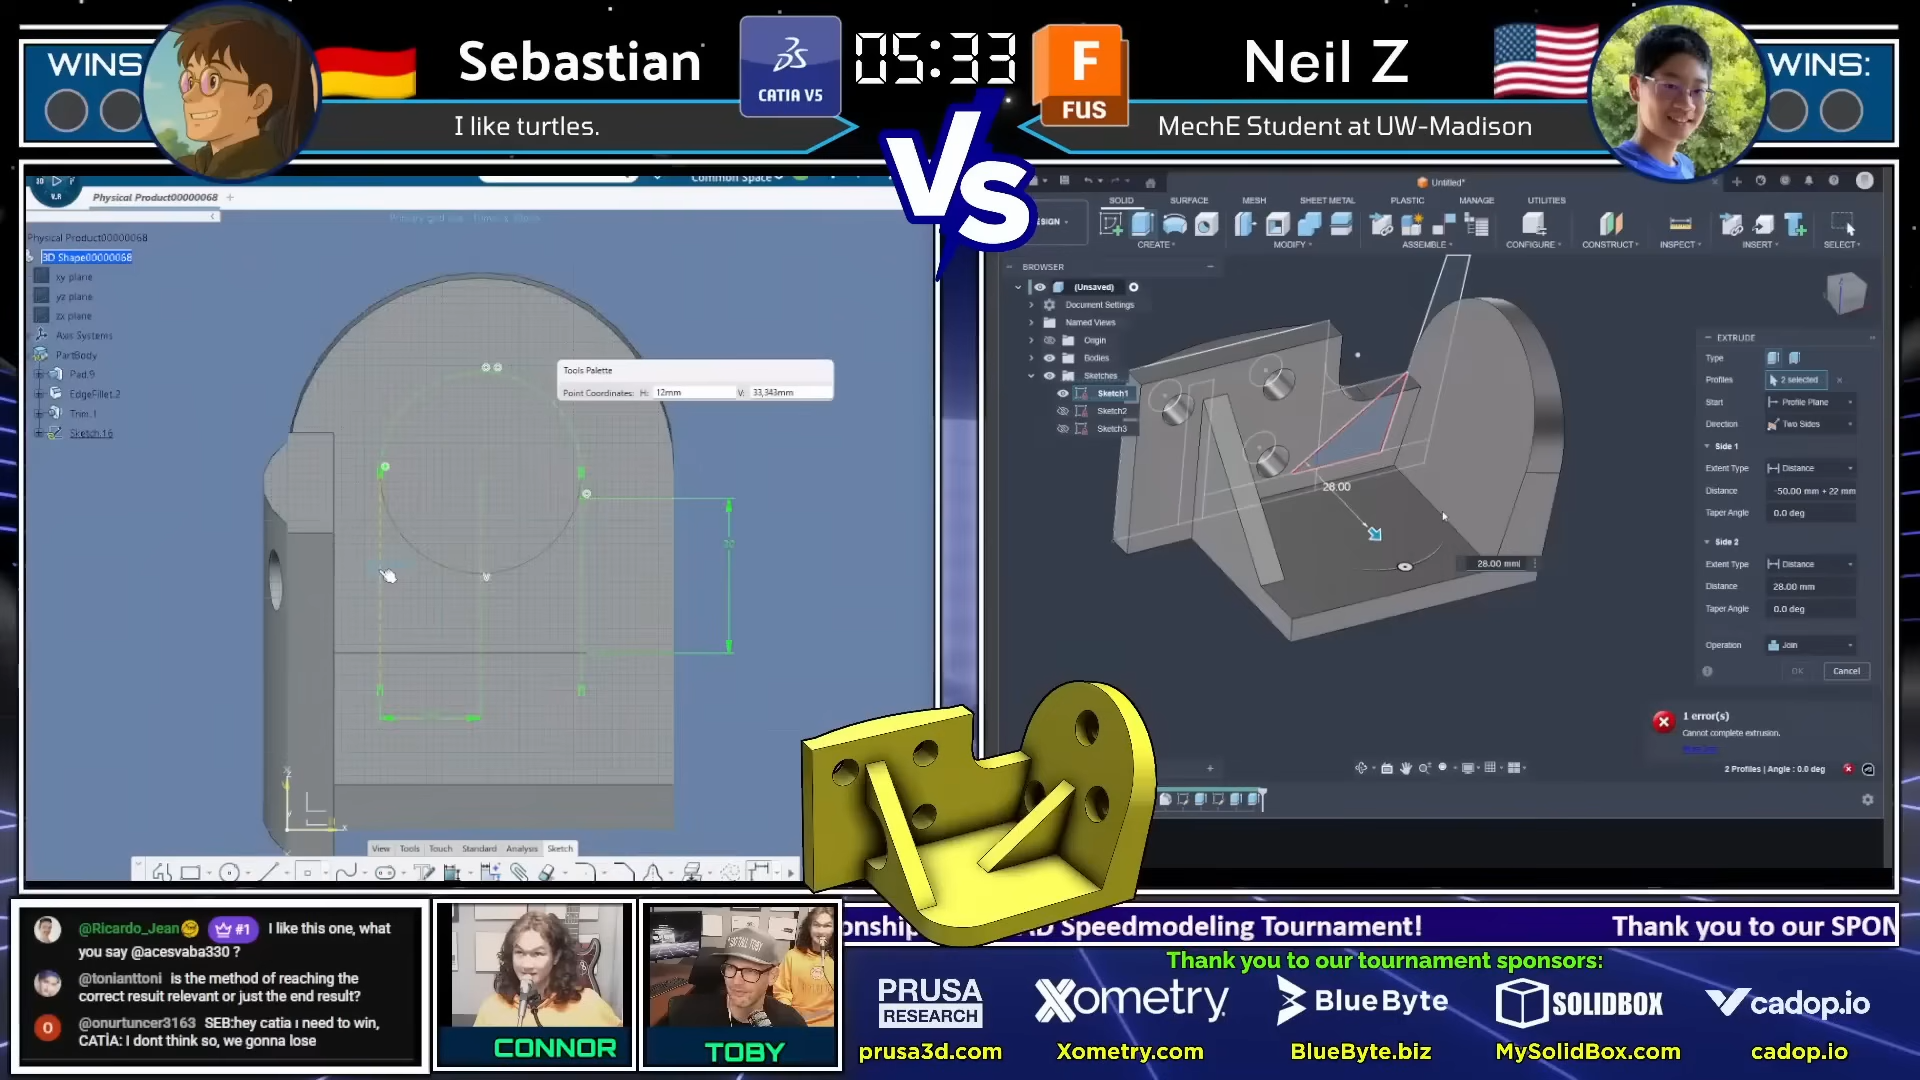 WINS
Sebastian
CATIA V5
05:33
F
FUS
Neil Z
WINS:
I like turtles.
VS
MechE Student at UW-Madison
V.R
Physical Product00000068
Common Space
Physical Product00000068
3D Shape00000068
xy plane
yz plane
zx plane
Axis Systems
PartBody
Pad.9
EdgeFillet.2
Trim.1
Sketch.16
Tools Palette
Point Coordinates: H: 12mm V: 33,343mm
30
View Tools Touch Standard Analysis Sketch
Untitled*
SOLID SURFACE MESH SHEET METAL PLASTIC MANAGE UTILITIES
CREATE MODIFY ASSEMBLE CONFIGURE CONSTRUCT INSPECT INSERT SELECT
BROWSER
(Unsaved)
Document Settings
Named Views
Origin
Bodies
Sketches
Sketch1
Sketch2
Sketch3
28.00
28.00 mm
EXTRUDE
Type
Profiles 2 selected
Start Profile Plane
Direction Two Sides
Side 1
Extent Type Distance
Distance -50.00 mm + 22 mm
Taper Angle 0.0 deg
Side 2
Extent Type Distance
Distance 28.00 mm
Taper Angle 0.0 deg
Operation Join
OK Cancel
1 error(s)
Cannot complete extrusion.
2 Profiles | Angle : 0.0 deg
@Ricardo_Jean #1 I like this one, what
you say @acesvaba330 ?
@tonianttoni is the method of reaching the
correct result relevant or just the end result?
O @onurtuncer3163 SEB:hey catia ı need to win,
CATİA: I dont think so, we gonna lose
CONNOR
TOBY
Speedmodeling Tournament!
Thank you to our SPON
Thank you to our tournament sponsors:
PRUSA
RESEARCH
Xometry
BlueByte
SOLIDBOX
cadop.io
prusa3d.com
Xometry.com
BlueByte.biz
MySolidBox.com
cadop.io